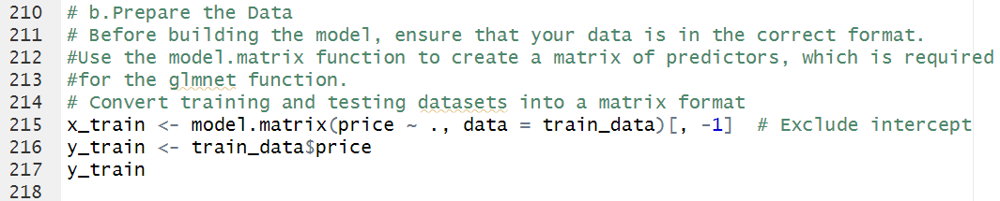 210 # b.Prepare the Data
211 # Before building the model, ensure that your data is in the correct format.
212 #Use the model.matrix function to create a matrix of predictors, which is required
213 #for the glmnet function.
214 # Convert training and testing datasets into a matrix format
215 x_train <- model.matrix(price ~ ., data = train_data)[, -1]  # Exclude intercept
216 y_train <- train_data$price
217 y_train
218